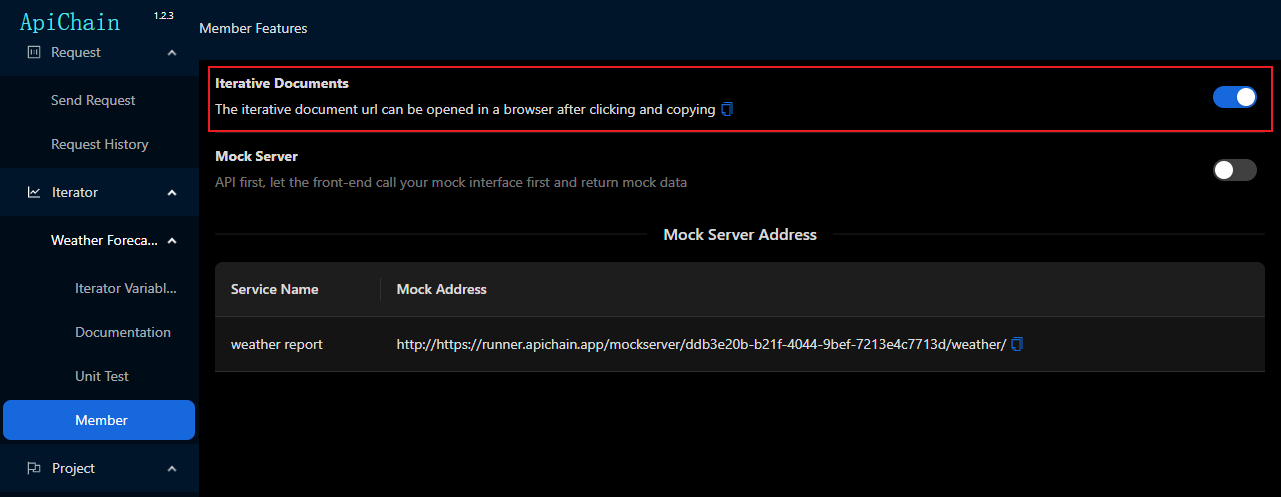 ApiChain 1.2.3
Member Features
Request
Send Request
Request History
Iterator
Weather Foreca...
Iterator Variabl...
Documentation
Unit Test
Member
Project
Iterative Documents
The iterative document url can be opened in a browser after clicking and copying
Mock Server
API first, let the front-end call your mock interface first and return mock data
Mock Server Address
Service Name Mock Address
weather report http://https://runner.apichain.app/mockserver/ddb3e20b-b21f-4044-9bef-7213e4c7713d/weather/